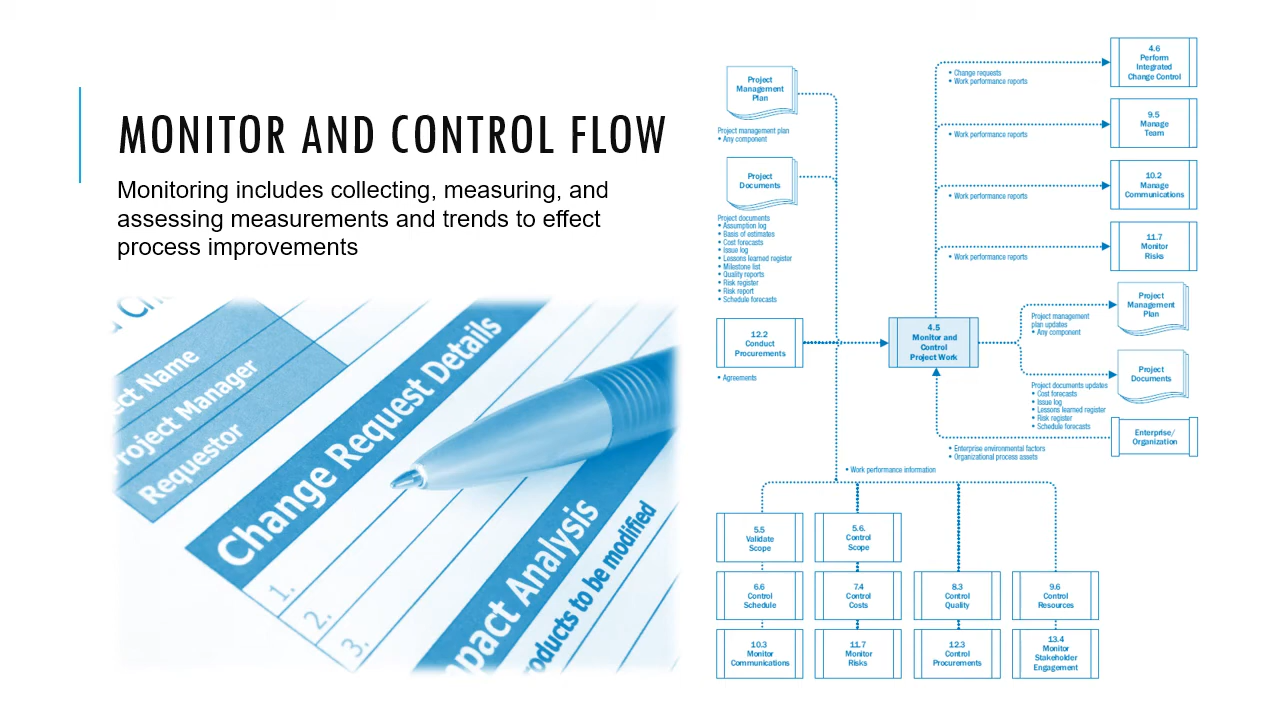 MONITOR AND CONTROL FLOW
Monitoring includes collecting, measuring, and
assessing measurements and trends to effect
process improvements
ct Name
roject Manager
Requestor
Change Request Details
1.
2.
3.
pact Analysis
oducts to be modified
Project
Management
Plan
Project management plan
• Any component
Project
Documents
Project documents
• Assumption log
• Basis of estimates
• Cost forecasts
• Issue log
• Lessons learned register
• Milestone list
• Quality reports
• Risk register
• Risk report
• Schedule forecasts
12.2
Conduct
Procurements
• Agreements
4.5
Monitor and
Control
Project Work
• Change requests
• Work performance reports
4.6
Perform
Integrated
Change Control
• Work performance reports
9.5
Manage
Team
• Work performance reports
10.2
Manage
Communications
• Work performance reports
11.7
Monitor
Risks
Project management
plan updates
• Any component
Project
Management
Plan
Project documents updates
• Cost forecasts
• Issue log
• Lessons learned register
• Risk register
• Schedule forecasts
Project
Documents
Enterprise/
Organization
• Enterprise environmental factors
• Organizational process assets
• Work performance information
5.5
Validate
Scope
5.6.
Control
Scope
6.6
Control
Schedule
7.4
Control
Costs
8.3
Control
Quality
9.6
Control
Resources
10.3
Monitor
Communications
11.7
Monitor
Risks
12.3
Control
Procurements
13.4
Monitor
Stakeholder
Engagement